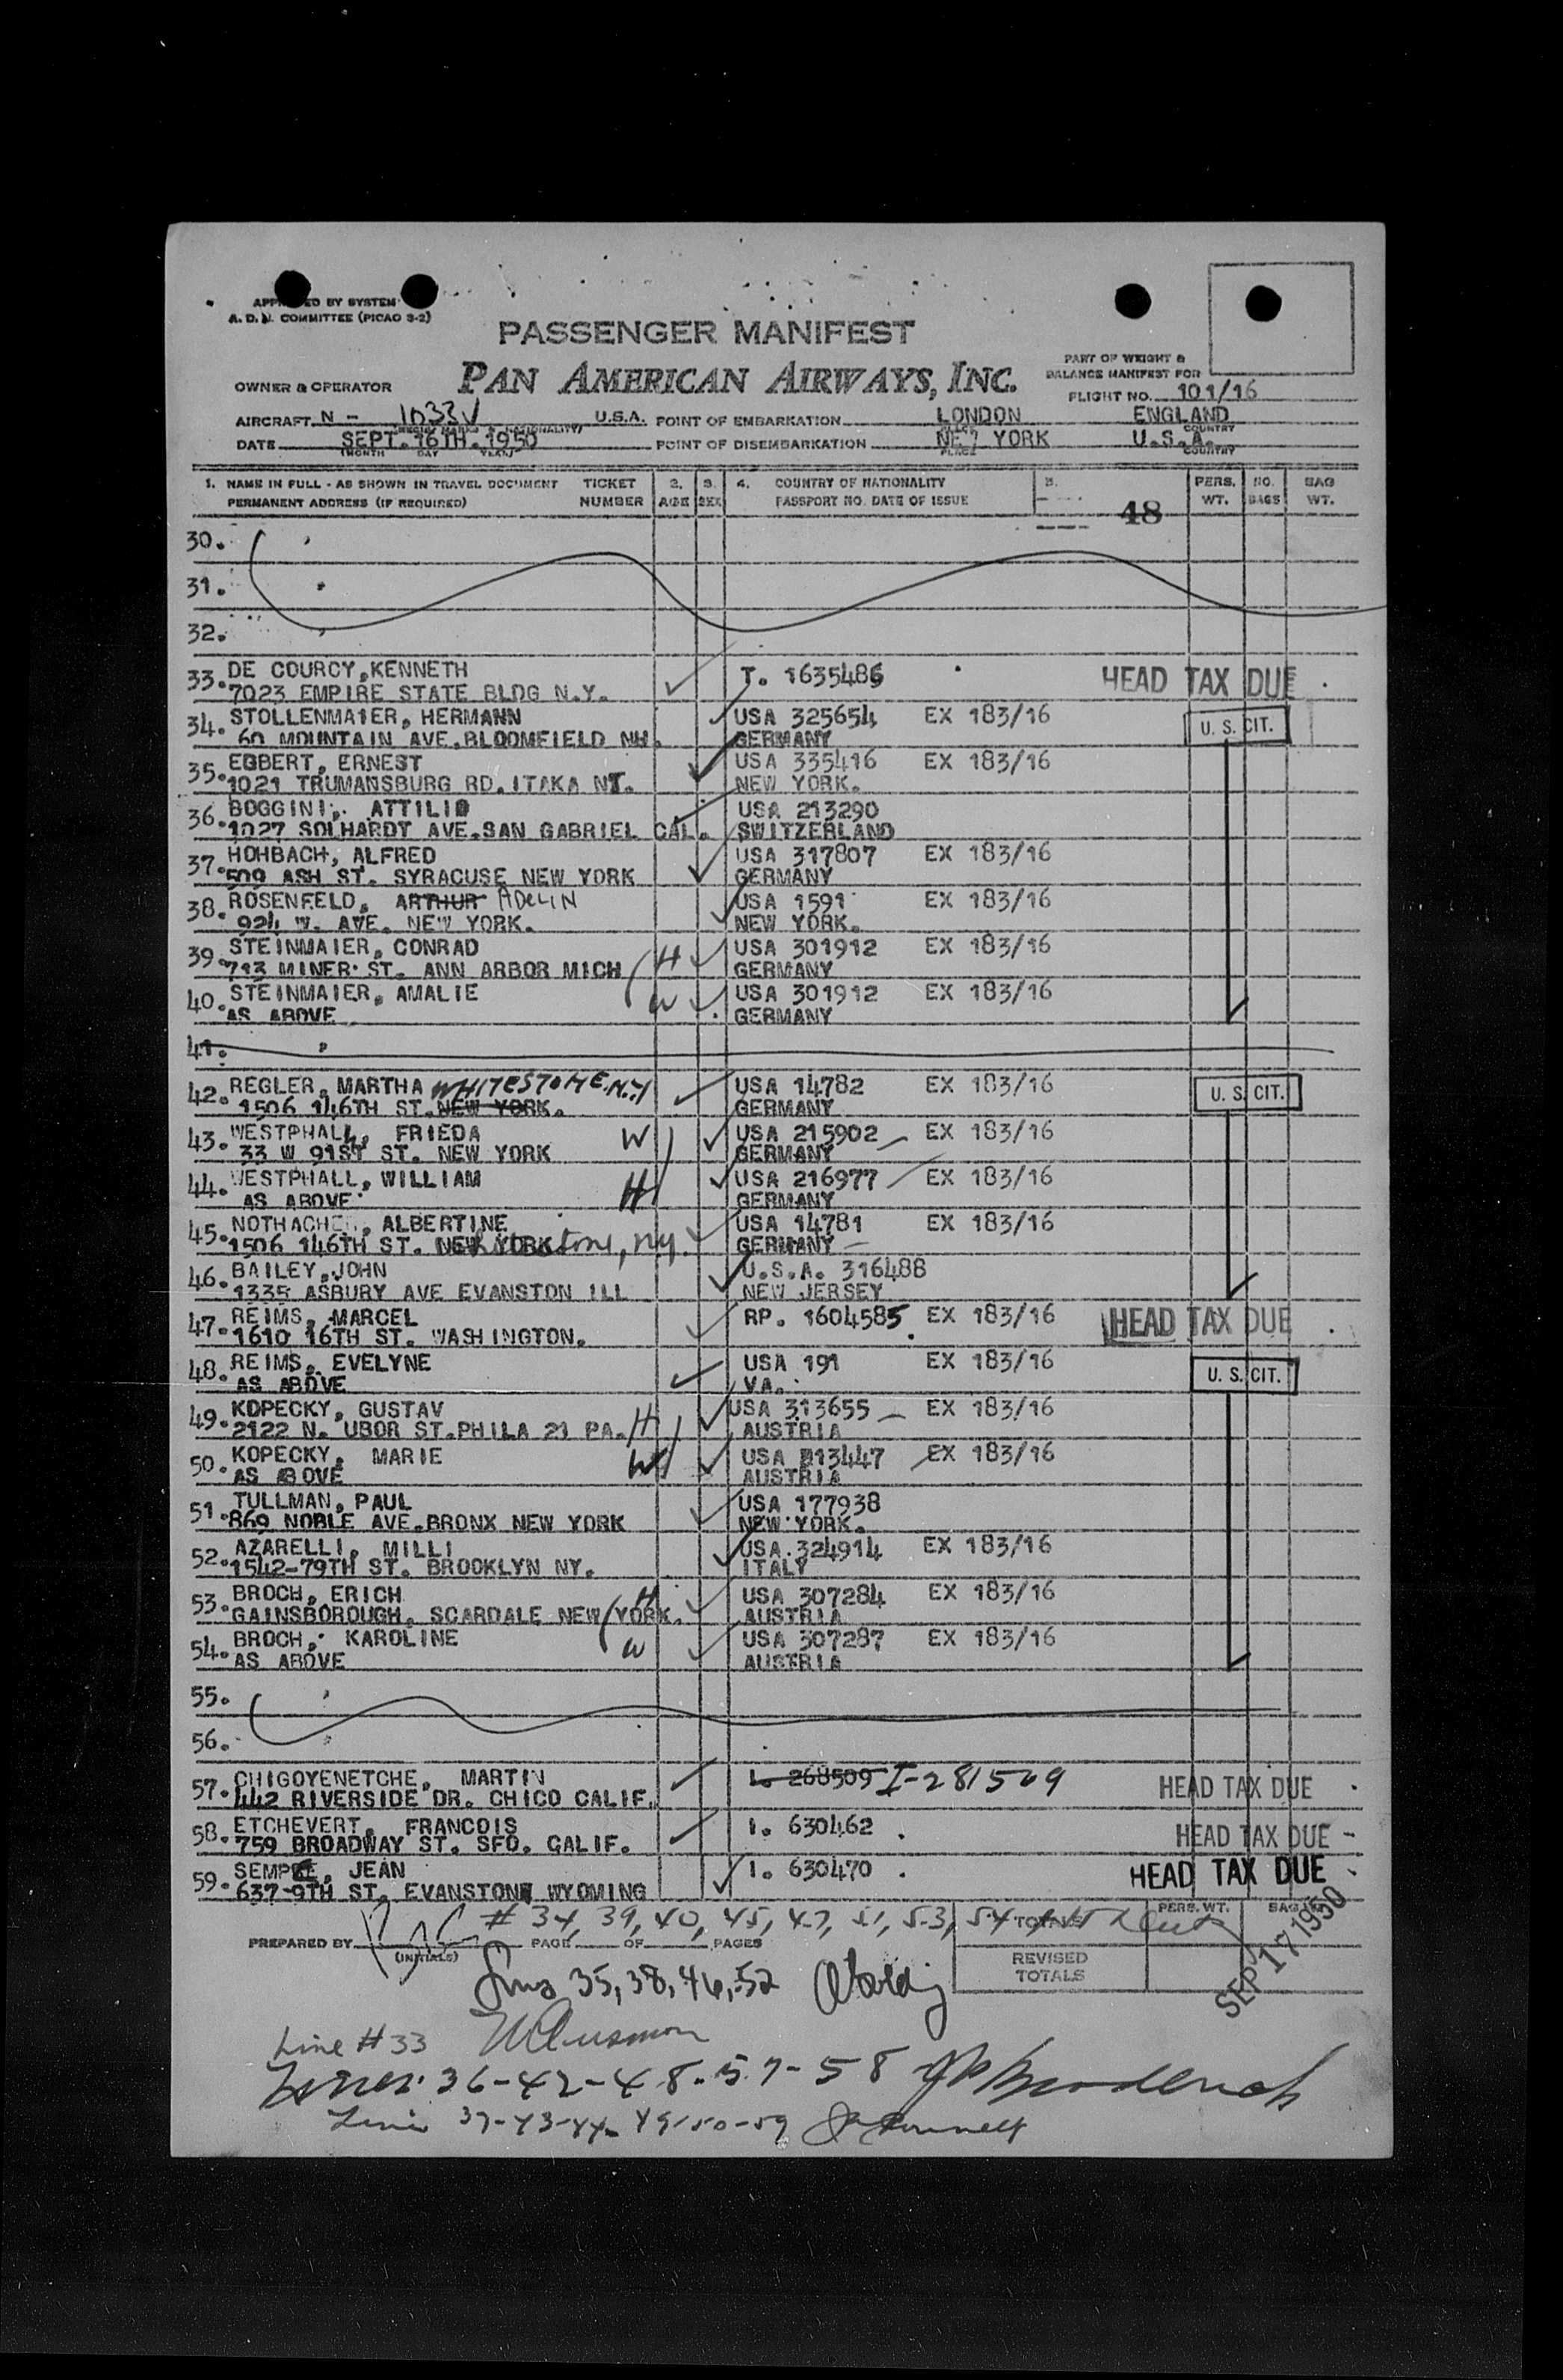 APPROVED BY SYSTEM
A. D. N. COMMITTEE (PICAO 3-2)
PASSENGER MANIFEST
PAN AMERICAN AIRWAYS, INC.
PART OF WEIGHT &
BALANCE MANIFEST FOR
OWNER & OPERATOR
FLIGHT NO. 101/16
AIRCRAFT N - 1033V U.S.A. POINT OF EMBARKATION LONDON ENGLAND
DATE SEPT. 16TH. 1950 POINT OF DISEMBARKATION NEW YORK U.S.A.
(MONTH DAY YEAR) PLACE COUNTRY
1. NAME IN FULL - AS SHOWN IN TRAVEL DOCUMENT TICKET 2. 3. 4. COUNTRY OF NATIONALITY 5. PERS. NO. BAG
PERMANENT ADDRESS (IF REQUIRED) NUMBER AGE SEX PASSPORT NO. DATE OF ISSUE 48 WT. BAGS WT.
30.
31.
32.
33. DE COURCY, KENNETH T. 1635486 HEAD TAX DUE
7023 EMPIRE STATE BLDG N.Y.
34. STOLLENMAIER, HERMANN USA 325654 EX 183/16 U. S. CIT.
60 MOUNTAIN AVE. BLOOMFIELD NH. GERMANY
35. EGBERT, ERNEST USA 335416 EX 183/16
1021 TRUMANSBURG RD. ITAKA NY. NEW YORK.
36. BOGGINI, ATTILIO USA 213290
1027 SOLHARDT AVE. SAN GABRIEL CAL. SWITZERLAND
37. HOHBACH, ALFRED USA 317807 EX 183/16
509 ASH ST. SYRACUSE NEW YORK GERMANY
38. ROSENFELD, ARTHUR ADELIN USA 1591 EX 183/16
924 W. AVE. NEW YORK. NEW YORK.
39. STEINMAIER, CONRAD H USA 301912 EX 183/16
713 MINER ST. ANN ARBOR MICH GERMANY
40. STEINMAIER, AMALIE W USA 301912 EX 183/16
AS ABOVE GERMANY
41.
42. REGLER, MARTHA WHITESTONE N.Y USA 14782 EX 183/16 U. S. CIT.
1506 146TH ST. NEW YORK. GERMANY
43. WESTPHALL, FRIEDA W USA 215902 EX 183/16
33 W 91ST ST. NEW YORK GERMANY
44. WESTPHALL, WILLIAM H USA 216977 EX 183/16
AS ABOVE GERMANY
45. NOTHACHER, ALBERTINE USA 14781 EX 183/16
1506 146TH ST. NEW YORK Whitestone, NY. GERMANY
46. BAILEY, JOHN U.S.A. 316488
1335 ASBURY AVE EVANSTON ILL NEW JERSEY
47. REIMS, MARCEL RP. 1604585 EX 183/16 HEAD TAX DUE
1610 16TH ST. WASHINGTON.
48. REIMS, EVELYNE USA 191 EX 183/16 U. S. CIT.
AS ABOVE VA.
49. KOPECKY, GUSTAV USA 313655 EX 183/16
2122 N. UBOR ST. PHILA 21 PA. H AUSTRIA
50. KOPECKY, MARIE W USA 313447 EX 183/16
AS ABOVE AUSTRIA
51. TULLMAN, PAUL USA 177938
869 NOBLE AVE. BRONX NEW YORK NEW YORK.
52. AZARELLI, MILLI USA. 324914 EX 183/16
1542-79TH ST. BROOKLYN NY. ITALY
53. BROCH, ERICH H USA 307284 EX 183/16
GAINSBOROUGH, SCARDALE NEW YORK. AUSTRIA
54. BROCH, KAROLINE W USA 307287 EX 183/16
AS ABOVE AUSTRIA
55.
56.
57. CHIGOYENETCHE, MARTIN I. 268509 I-281509 HEAD TAX DUE
442 RIVERSIDE DR. CHICO CALIF.
58. ETCHEVERT, FRANCOIS I. 630462 HEAD TAX DUE
759 BROADWAY ST. SFO. CALIF.
59. SEMPE, JEAN I. 630470 HEAD TAX DUE
637-9TH ST. EVANSTON WYOMING
# 34, 39, 40, 45, 47, 51, 53, 54 TOTALS PERS. WT. BAG WT.
PREPARED BY (INITIALS) PAGE OF PAGES
REVISED TOTALS
SEP 17 1950
Lines 35, 38, 46, 52
Line #33
Lines 36-42-48-57-58
Lines 37-43-44-49-50-59